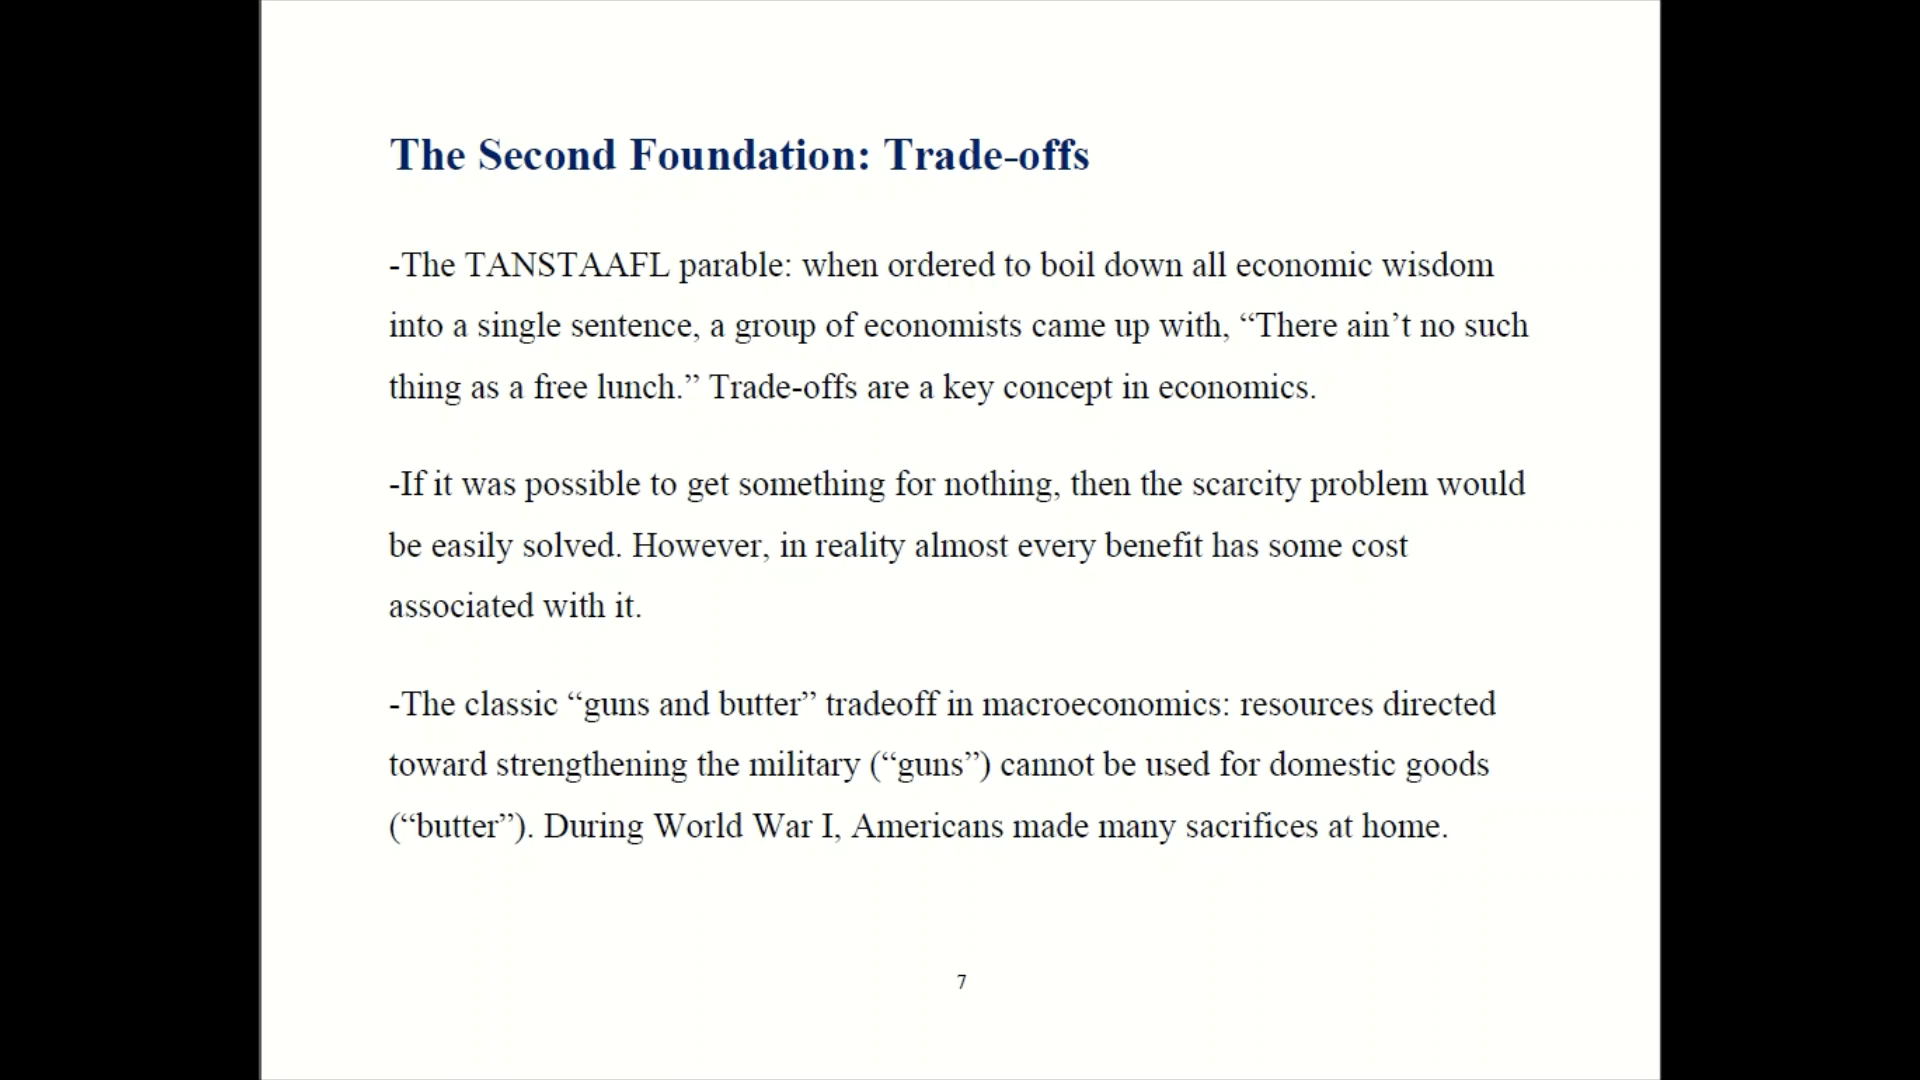 The Second Foundation: Trade-offs
-The TANSTAAFL parable: when ordered to boil down all economic wisdom
into a single sentence, a group of economists came up with, “There ain’t no such
thing as a free lunch.” Trade-offs are a key concept in economics.
-If it was possible to get something for nothing, then the scarcity problem would
be easily solved. However, in reality almost every benefit has some cost
associated with it.
-The classic “guns and butter” tradeoff in macroeconomics: resources directed
toward strengthening the military (“guns”) cannot be used for domestic goods
(“butter”). During World War I, Americans made many sacrifices at home.
7